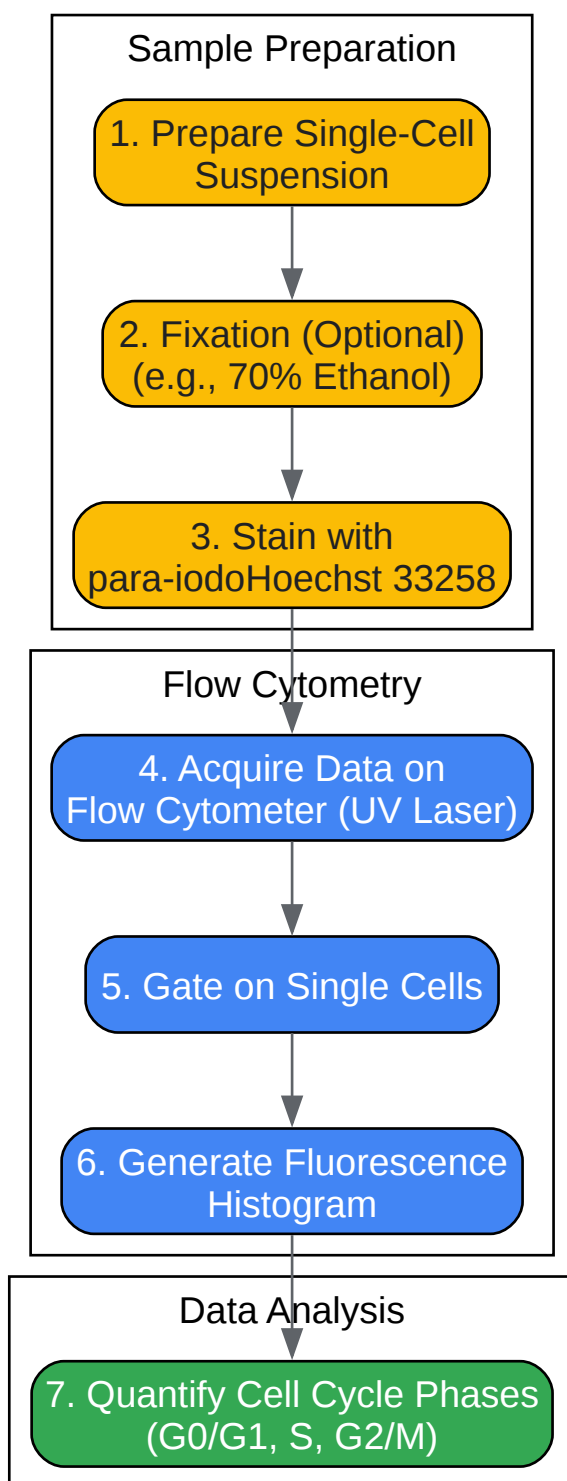 Sample Preparation
1. Prepare Single-Cell
Suspension
2. Fixation (Optional)
(e.g., 70% Ethanol)
3. Stain with
para-iodoHoechst 33258
Flow Cytometry
4. Acquire Data on
Flow Cytometer (UV Laser)
5. Gate on Single Cells
6. Generate Fluorescence
Histogram
Data Analysis
7. Quantify Cell Cycle Phases
(G0/G1, S, G2/M)